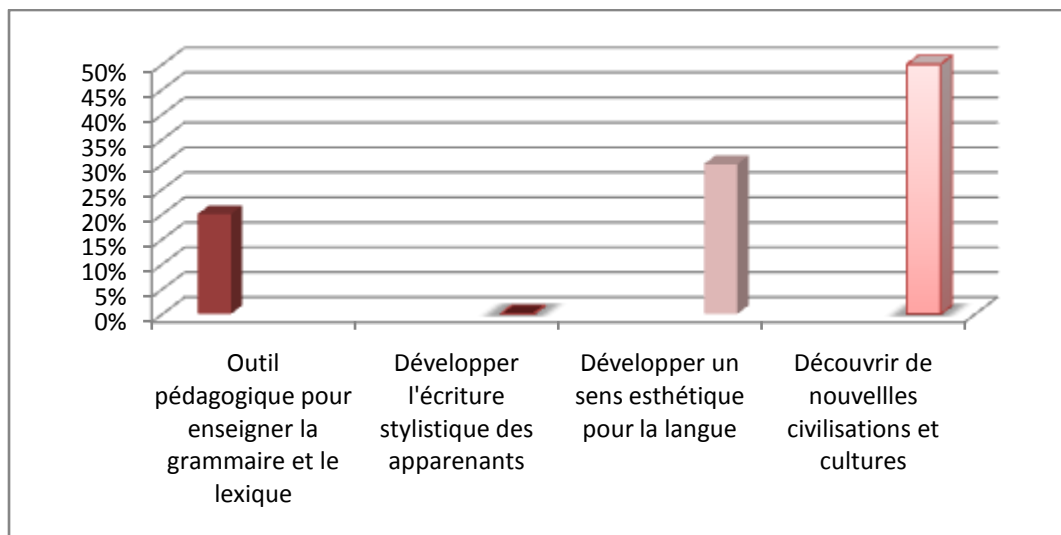 50%
45%
40%
35%
30%
25%
20%
15%
10%
5%
0%
Outil
pédagogique pour
enseigner la
grammaire et le
lexique
Développer
l'écriture
stylistique des
apparenants
Développer un
sens esthétique
pour la langue
Découvrir de
nouvellles
civilisations et
cultures